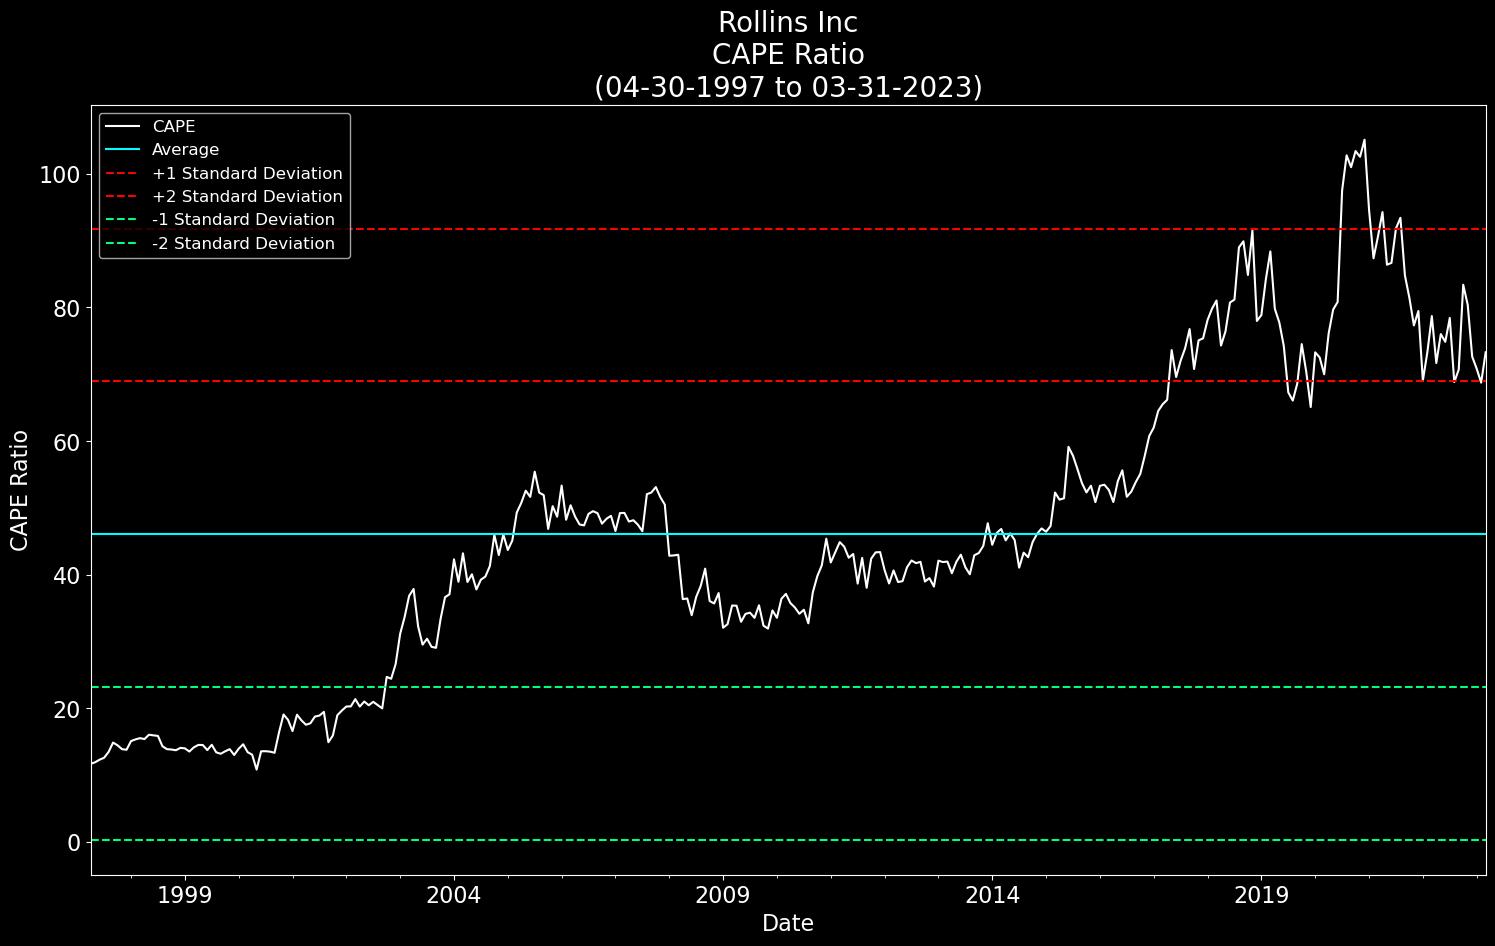 Rollins Inc
CAPE Ratio
(04-30-1997 to 03-31-2023)
CAPE
Average
+1 Standard Deviation
+2 Standard Deviation
-1 Standard Deviation
-2 Standard Deviation
CAPE Ratio
100
80
60
40
20
0
1999 2004 2009 2014 2019
Date